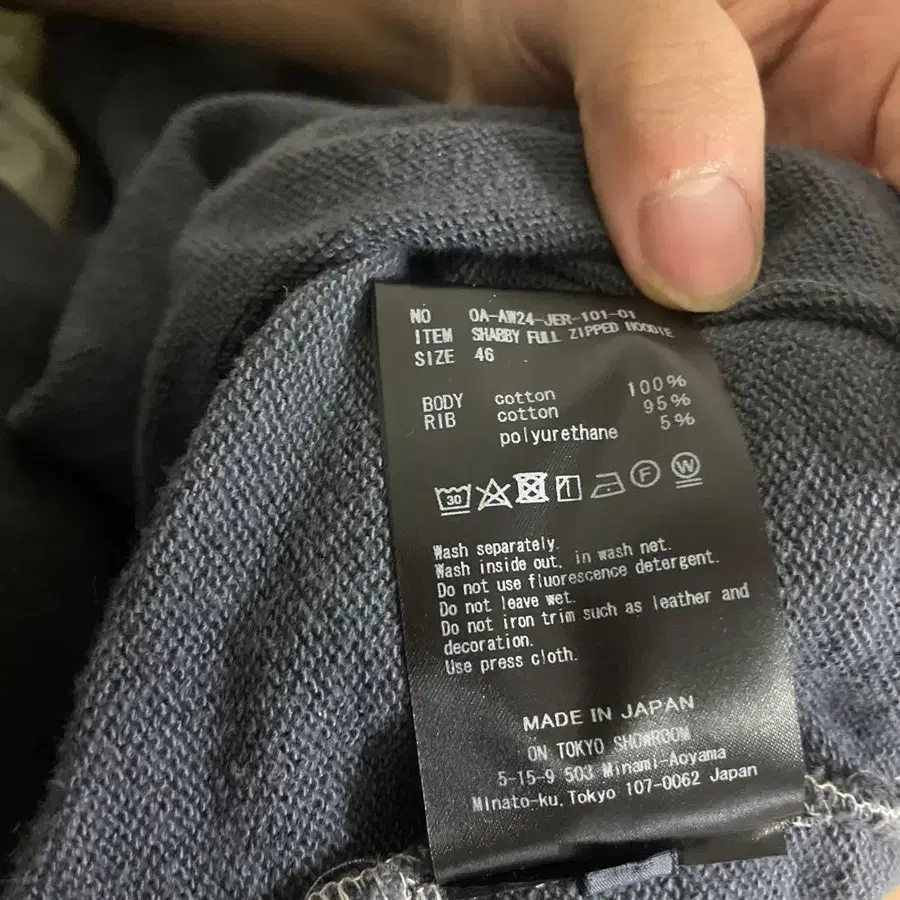 NO OA-AW24-JER-101-01
ITEM SHABBY FULL ZIPPED HOODIE
SIZE 46
BODY cotton 100%
RIB cotton 95%
polyurethane 5%
30 F W
Wash separately.
Wash inside out, in wash net.
Do not use fluorescence detergent.
Do not leave wet.
Do not iron trim such as leather and
decoration.
Use press cloth.
MADE IN JAPAN
ON TOKYO SHOWROOM
5-15-9 503 Minami-Aoyama
Minato-ku, Tokyo 107-0062 Japan